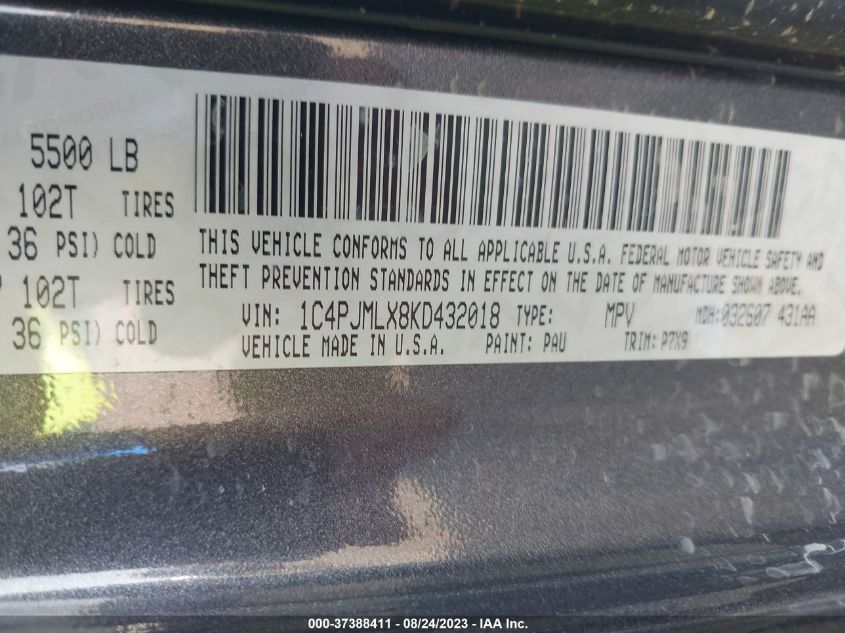 5500 LB
102T TIRES
36 PSI) COLD
102T TIRES
36 PSI) COLD
THIS VEHICLE CONFORMS TO ALL APPLICABLE U.S.A. FEDERAL MOTOR VEHICLE SAFETY AND
THEFT PREVENTION STANDARDS IN EFFECT ON THE DATE OF MANUFACTURE SHOWN ABOVE.
VIN: 1C4PJMLX8KD432018 TYPE: MPV MDH: 032607 431AA
VEHICLE MADE IN U.S.A. PAINT: PAU TRIM: P7X9
000-37388411 - 08/24/2023 - IAA Inc.